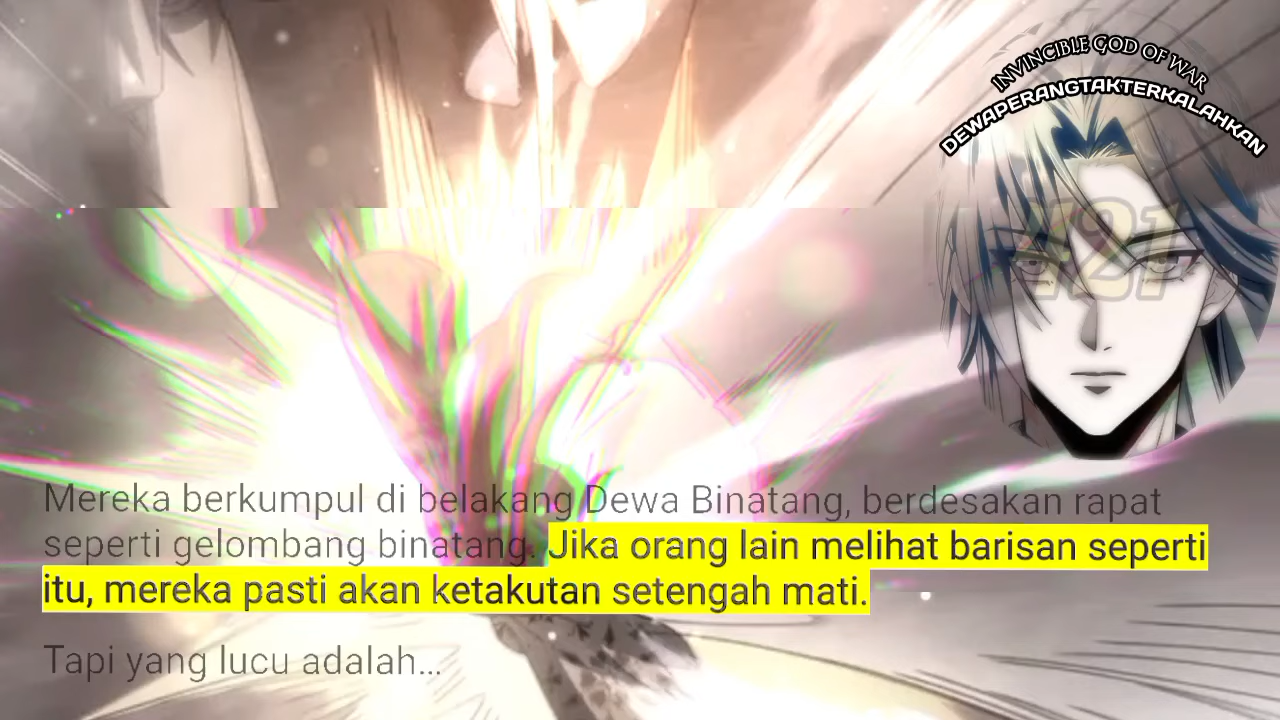 INVINCIBLE GOD OF WAR
DEWAPERANGTAKTERKALAHKAN
#21
Mereka berkumpul di belakang Dewa Binatang, berdesakan rapat
seperti gelombang binatang. Jika orang lain melihat barisan seperti
itu, mereka pasti akan ketakutan setengah mati.
Tapi yang lucu adalah...